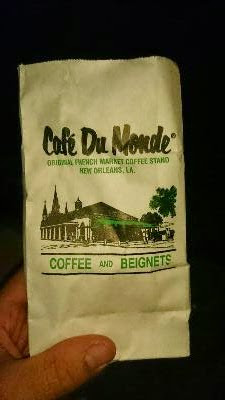 Café Du Monde®
ORIGINAL FRENCH MARKET COFFEE STAND
NEW ORLEANS, LA.
COFFEE AND BEIGNETS